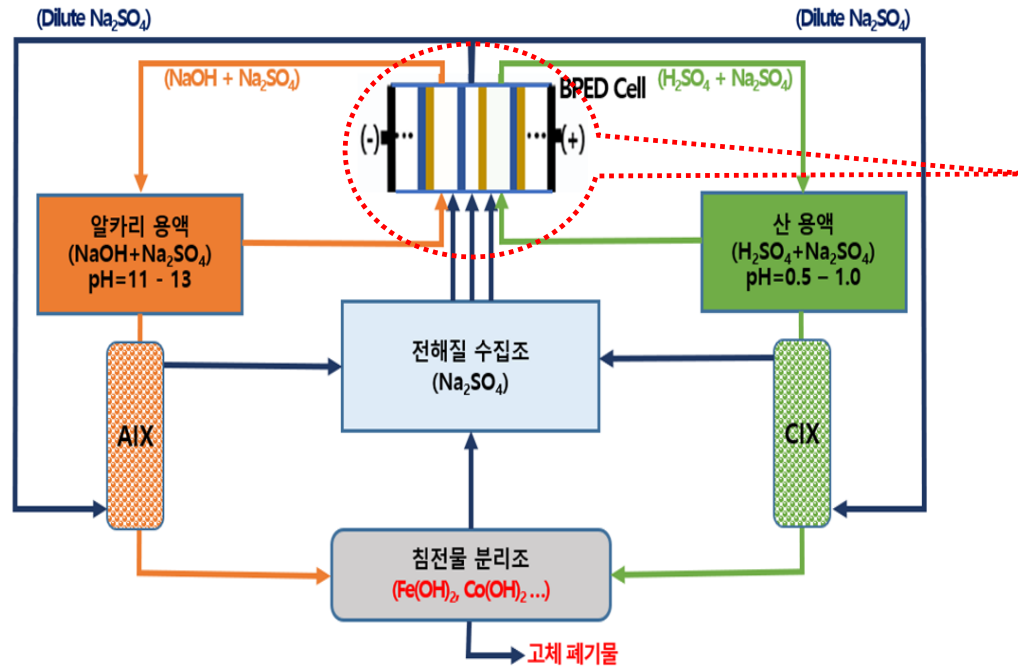 (Dilute Na₂SO₄)
(Dilute Na₂SO₄)
(NaOH + Na₂SO₄)
(H₂SO₄ + Na₂SO₄)
BPED Cell
(-)
...
...
(+)
알카리 용액
(NaOH+Na₂SO₄)
pH=11 - 13
산 용액
(H₂SO₄+Na₂SO₄)
pH=0.5 – 1.0
전해질 수집조
(Na₂SO₄)
AIX
CIX
침전물 분리조
(Fe(OH)₂, Co(OH)₂ ...)
고체 폐기물